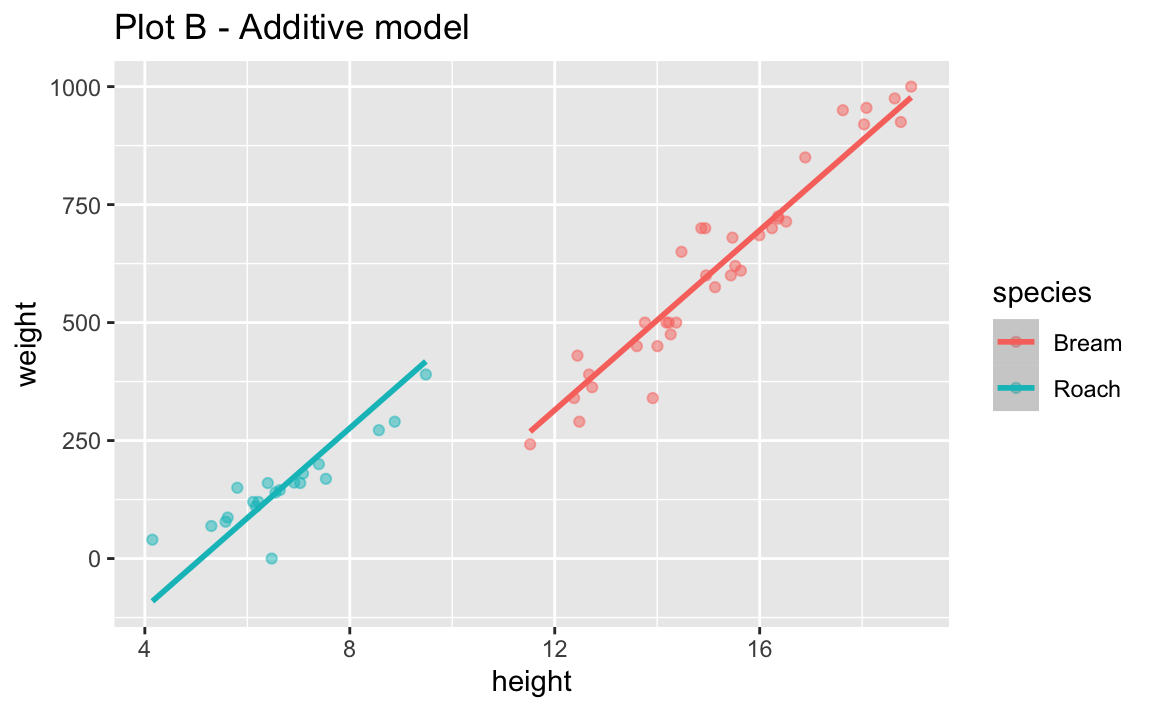 Plot B - Additive model
1000
750
500
250
0
weight
4 8 12 16
height
species
Bream
Roach